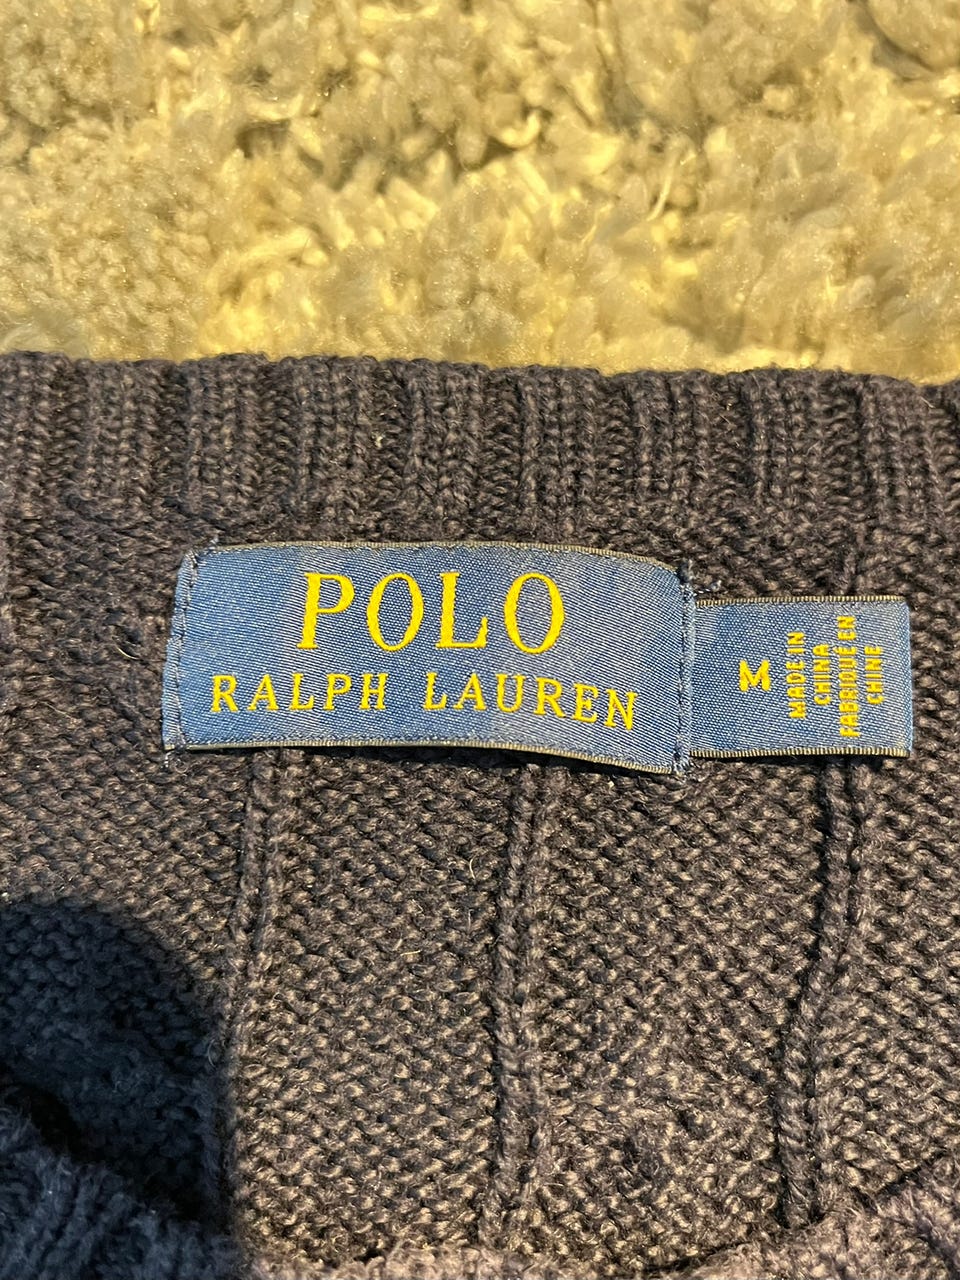 POLO
RALPH LAUREN
M
MADE IN
CHINA
FABRIQUÉ EN
CHINE